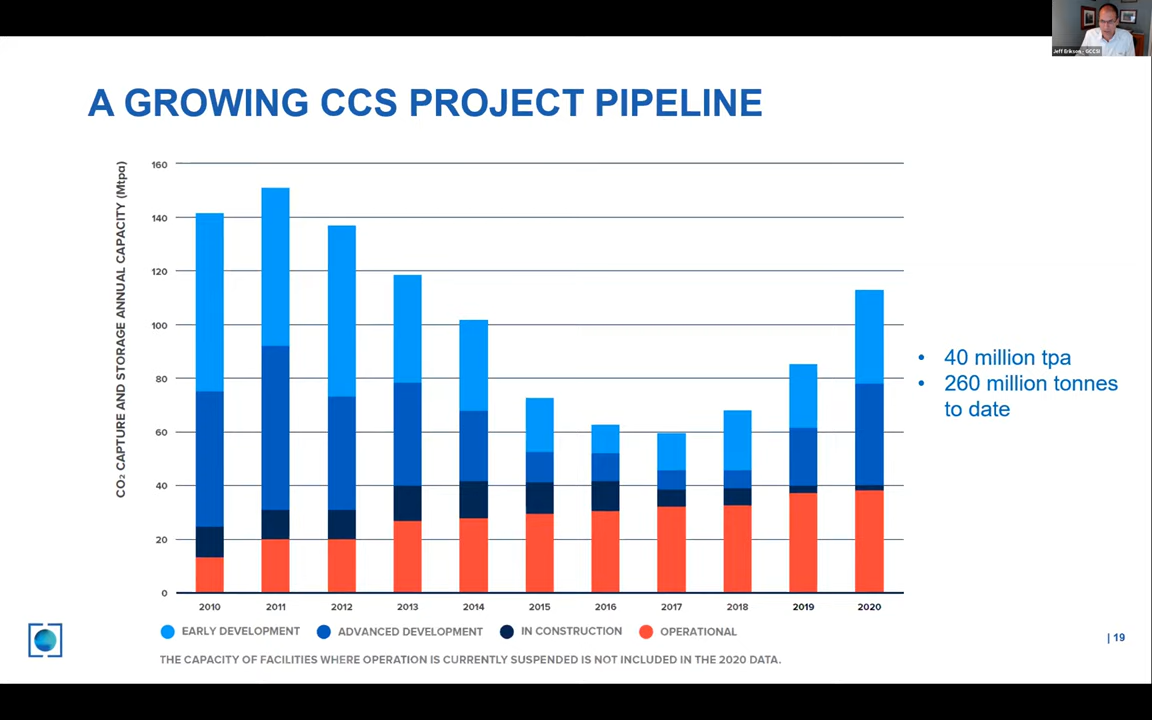 Jeff Erikson - GCCSI
A GROWING CCS PROJECT PIPELINE
CO₂ CAPTURE AND STORAGE ANNUAL CAPACITY (Mtpa)
160
140
120
100
80
60
40
20
0
2010 2011 2012 2013 2014 2015 2016 2017 2018 2019 2020
EARLY DEVELOPMENT ADVANCED DEVELOPMENT IN CONSTRUCTION OPERATIONAL
THE CAPACITY OF FACILITIES WHERE OPERATION IS CURRENTLY SUSPENDED IS NOT INCLUDED IN THE 2020 DATA.
• 40 million tpa
• 260 million tonnes
to date
| 19